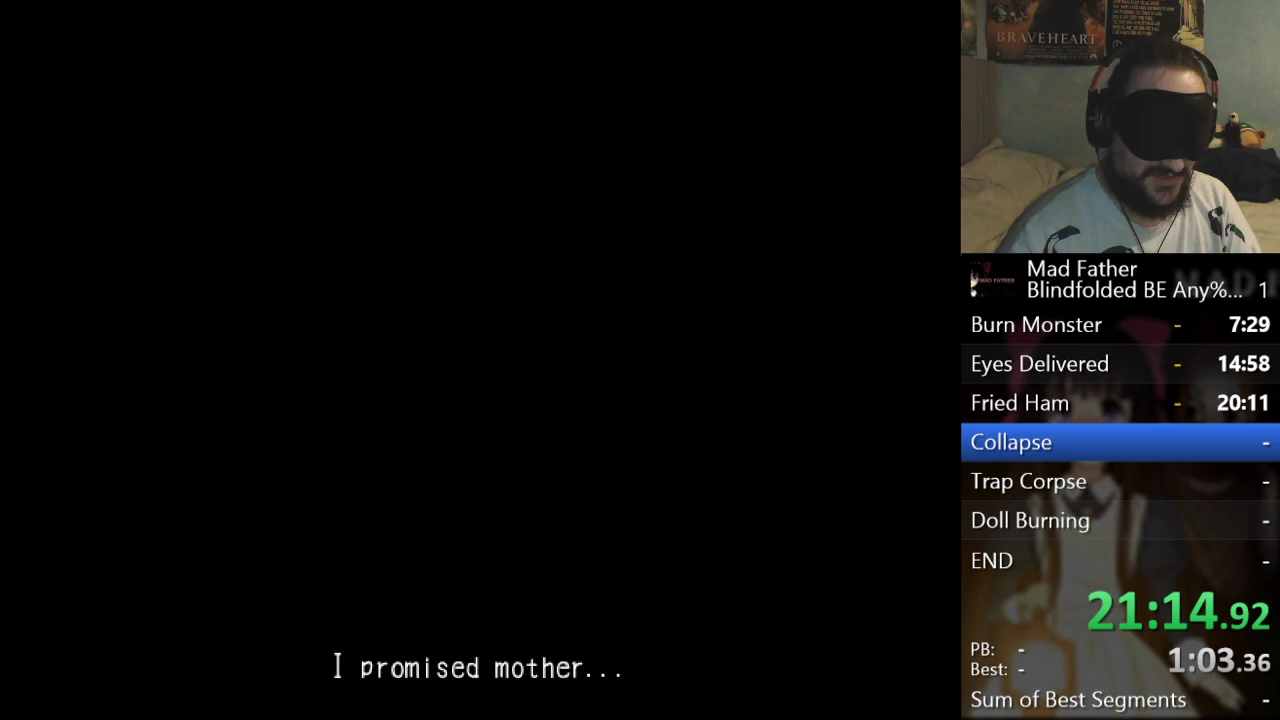 BRAVEHEART
Mad Father
Blindfolded BE Any%... 1
Burn Monster - 7:29
Eyes Delivered - 14:58
Fried Ham - 20:11
Collapse -
Trap Corpse -
Doll Burning -
END -
21:14.92
PB: -
Best: -
1:03.36
Sum of Best Segments -
I promised mother...